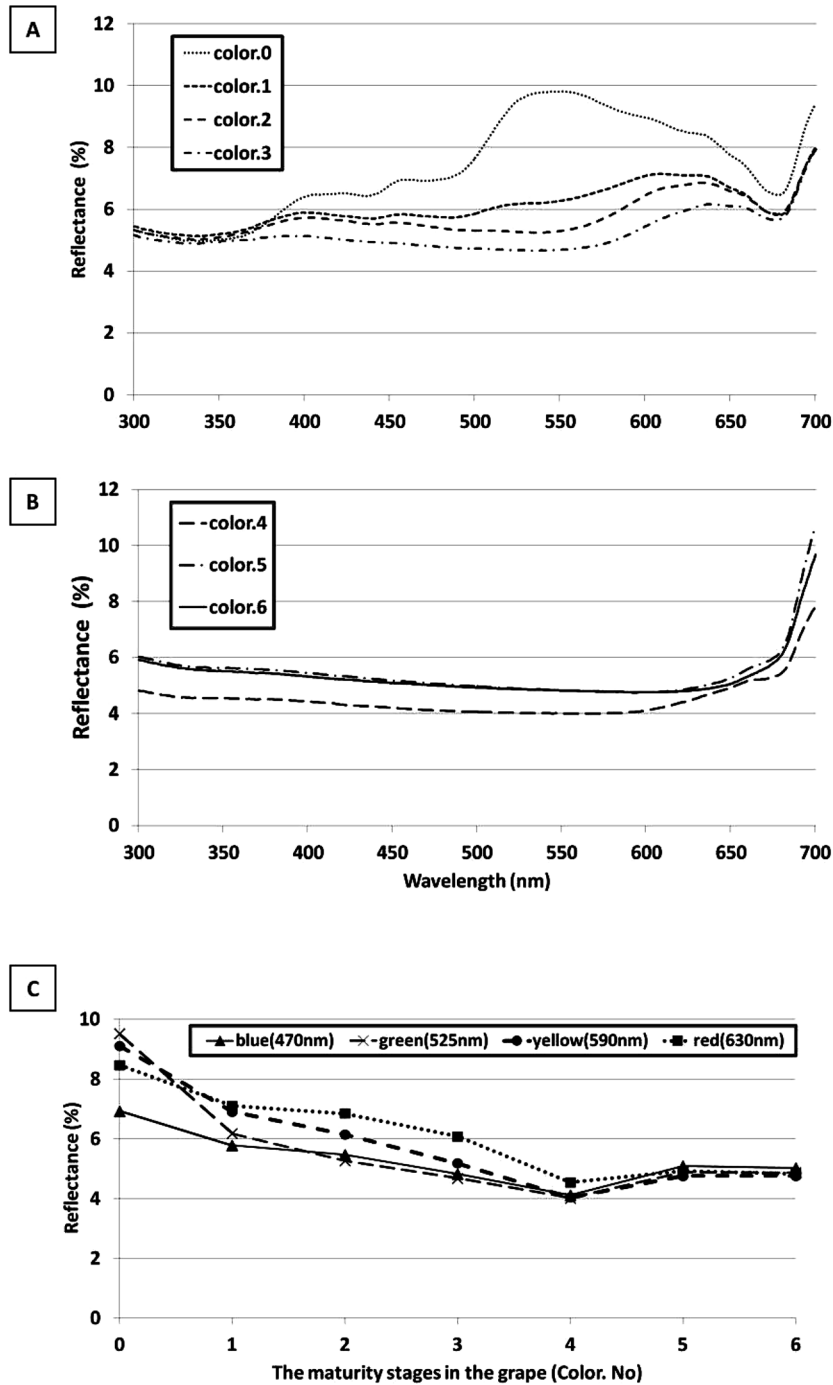 A
12
10
8
6
4
2
0
Reflectance (%)
color.0
color.1
color.2
color.3
300 350 400 450 500 550 600 650 700
B
12
10
8
6
4
2
0
Reflectance (%)
color.4
color.5
color.6
300 350 400 450 500 550 600 650 700
Wavelength (nm)
C
10
8
6
4
2
0
Reflectance (%)
blue(470nm) green(525nm) yellow(590nm) red(630nm)
0 1 2 3 4 5 6
The maturity stages in the grape (Color. No)